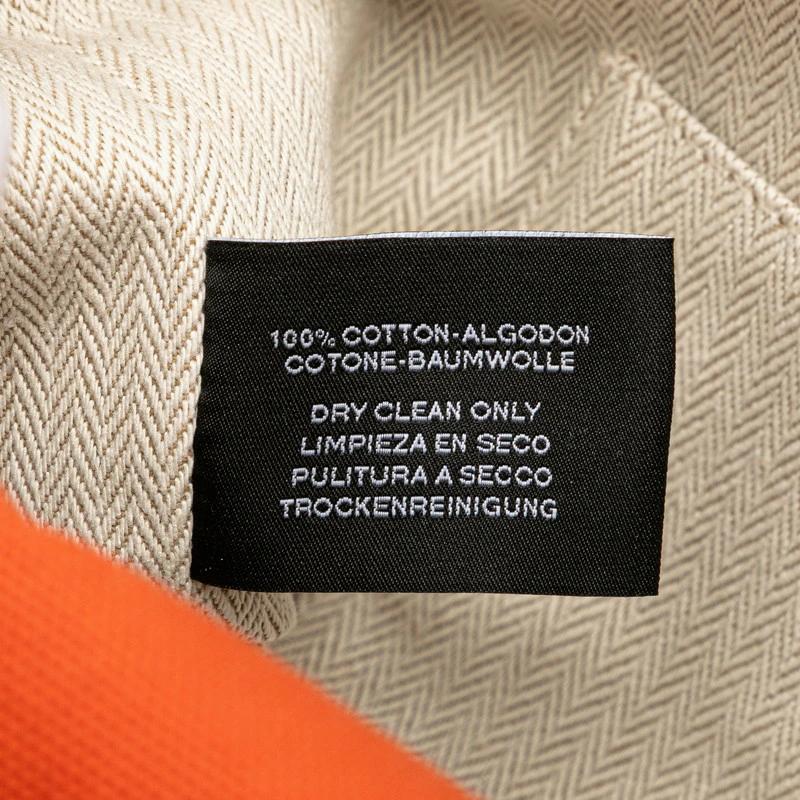 100% COTTON-ALGODON
COTONE-BAUMWOLLE
DRY CLEAN ONLY
LIMPIEZA EN SECO
PULITURA A SECCO
TROCKENREINIGUNG